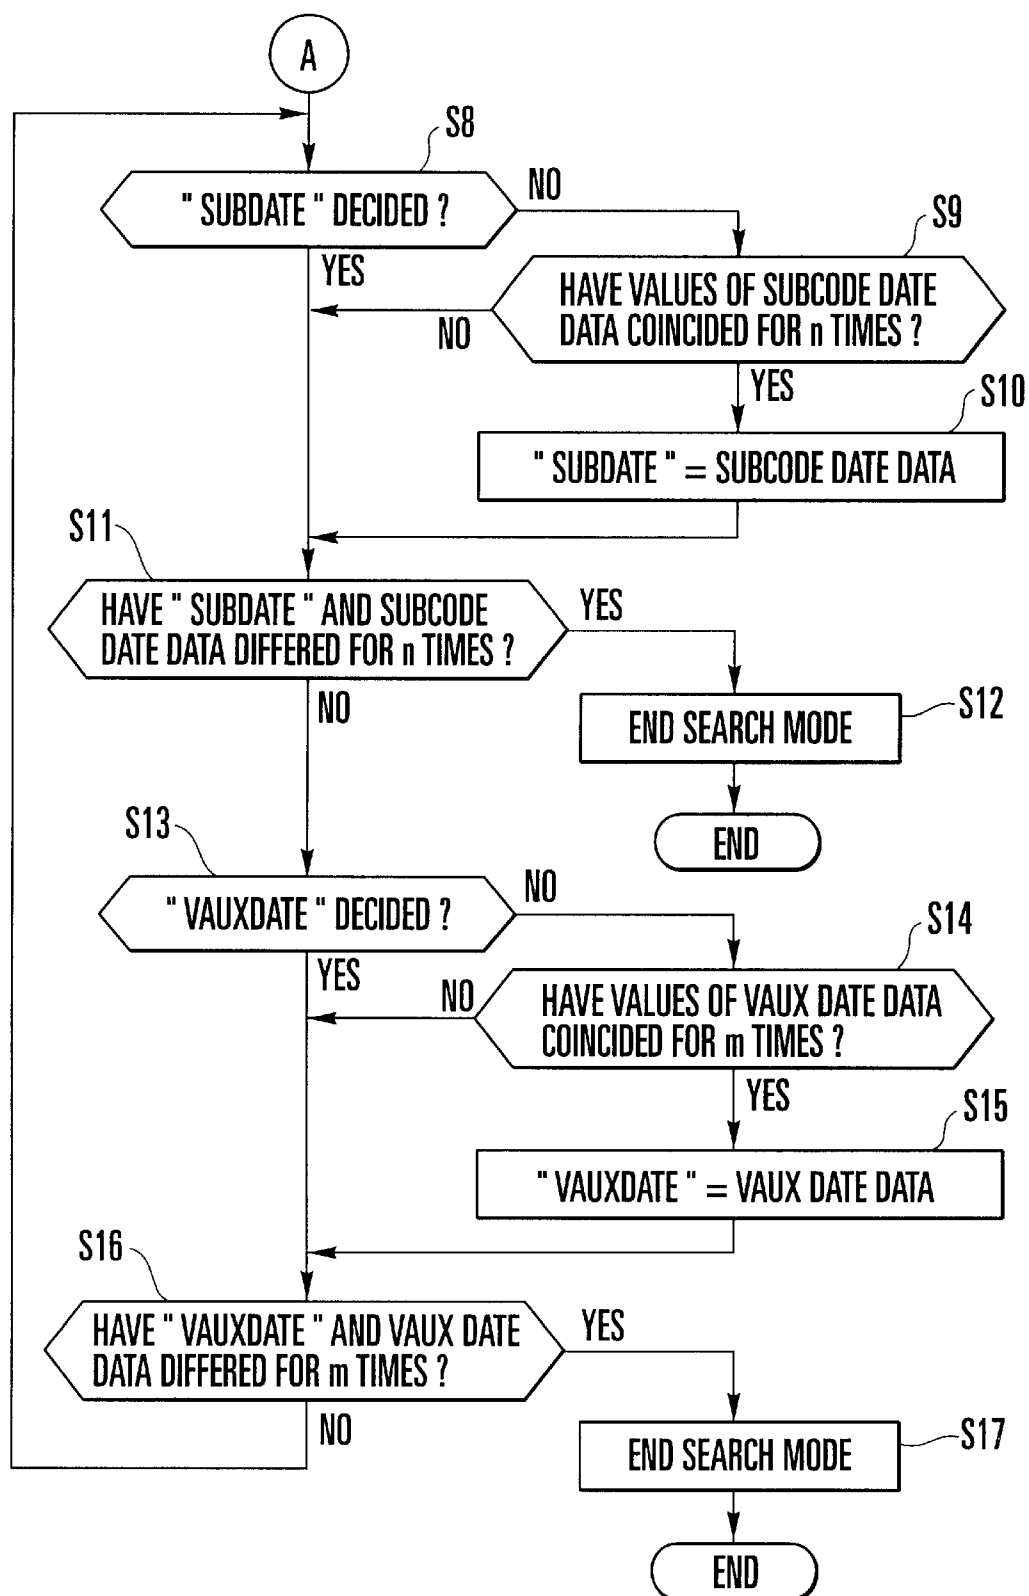 A
S8
" SUBDATE " DECIDED ?
NO
YES
S9
HAVE VALUES OF SUBCODE DATE
DATA COINCIDED FOR n TIMES ?
NO
YES
S10
" SUBDATE " = SUBCODE DATE DATA
S11
HAVE " SUBDATE " AND SUBCODE
DATE DATA DIFFERED FOR n TIMES ?
YES
NO
S12
END SEARCH MODE
END
S13
" VAUXDATE " DECIDED ?
NO
YES
S14
HAVE VALUES OF VAUX DATE DATA
COINCIDED FOR m TIMES ?
NO
YES
S15
" VAUXDATE " = VAUX DATE DATA
S16
HAVE " VAUXDATE " AND VAUX DATE
DATA DIFFERED FOR m TIMES ?
YES
NO
S17
END SEARCH MODE
END